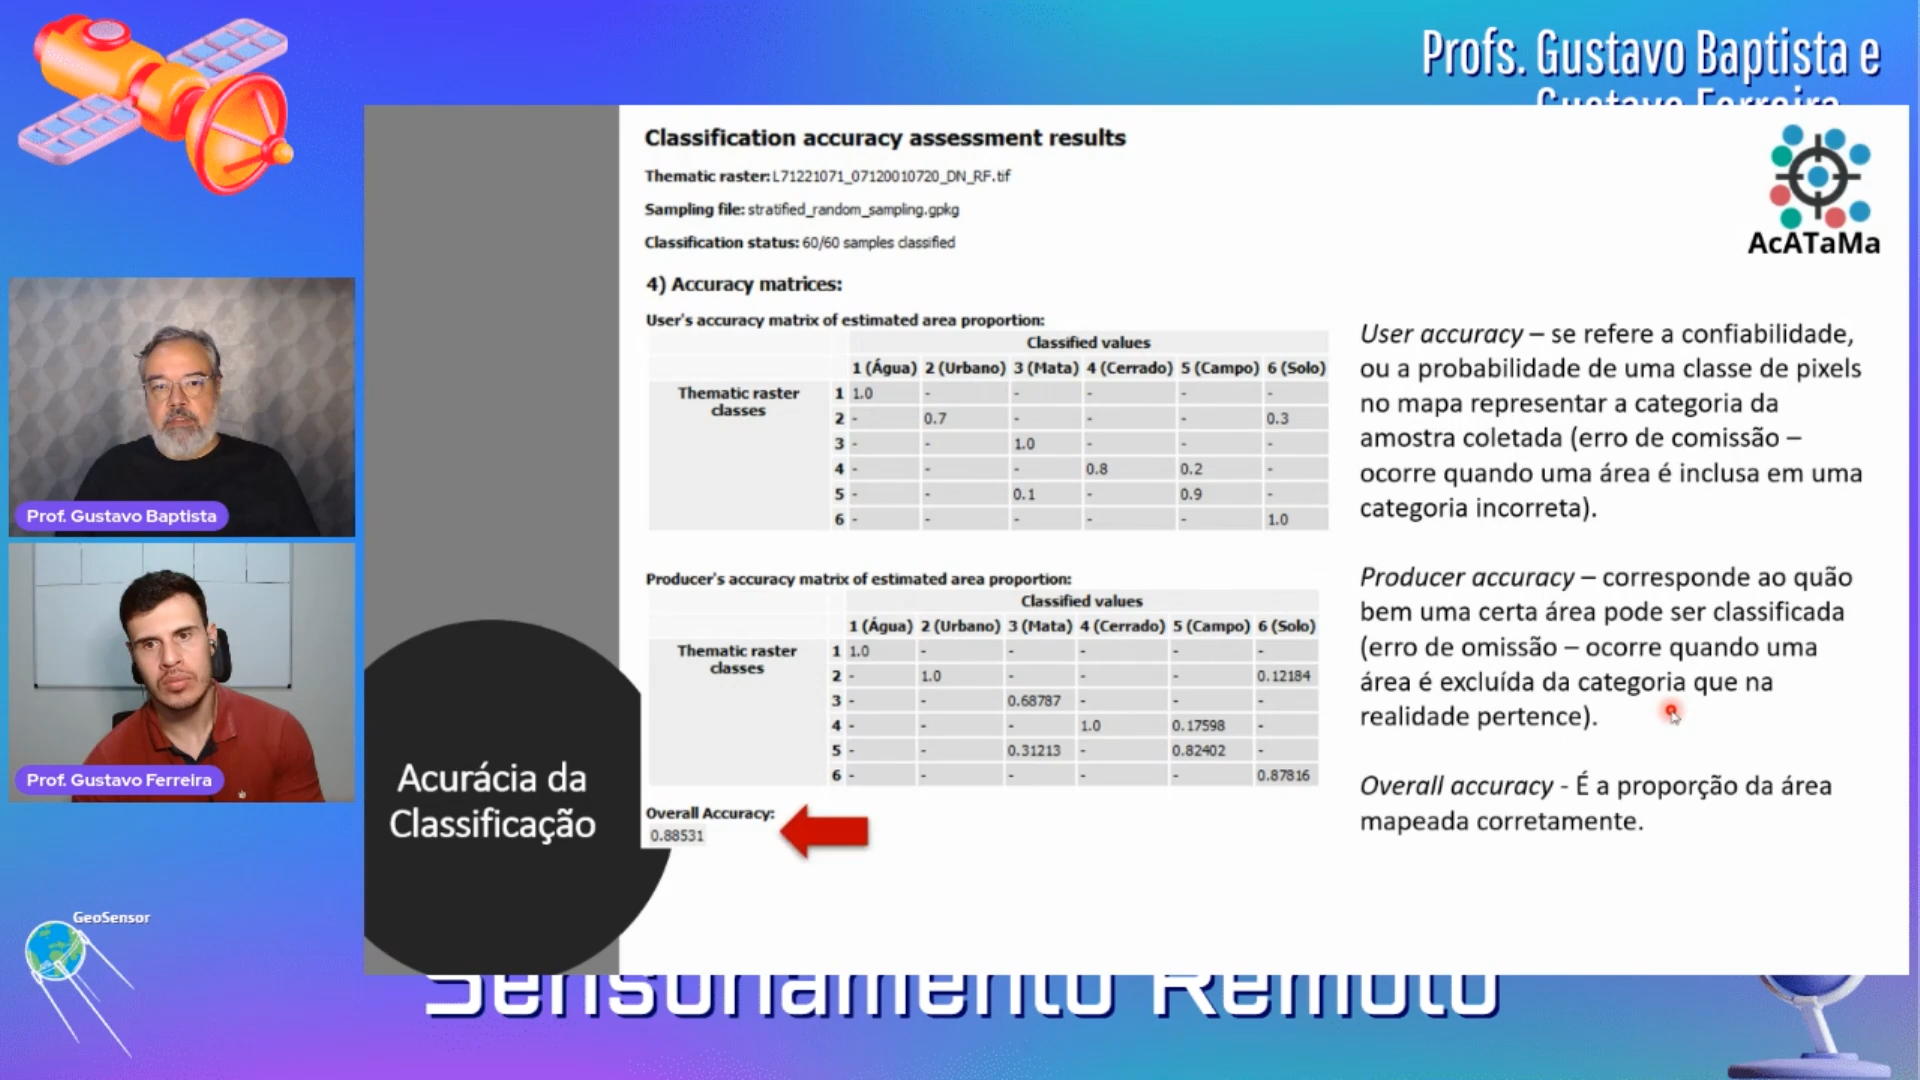 Profs. Gustavo Baptista e
Gustavo Ferreira
Classification accuracy assessment results
Thematic raster: L71221071_07120010720_DN_RF.tif
Sampling file: stratified_random_sampling.gpkg
Classification status: 60/60 samples classified
AcATaMa
4) Accuracy matrices:
User's accuracy matrix of estimated area proportion:
Classified values
1 (Água) 2 (Urbano) 3 (Mata) 4 (Cerrado) 5 (Campo) 6 (Solo)
Thematic raster
classes
1 1.0 - - - - -
2 - 0.7 - - - 0.3
3 - - 1.0 - - -
4 - - - 0.8 0.2 -
5 - - 0.1 - 0.9 -
6 - - - - - 1.0
Producer's accuracy matrix of estimated area proportion:
Classified values
1 (Água) 2 (Urbano) 3 (Mata) 4 (Cerrado) 5 (Campo) 6 (Solo)
Thematic raster
classes
1 1.0 - - - - -
2 - 1.0 - - - 0.12184
3 - - 0.68787 - - -
4 - - - 1.0 0.17598 -
5 - - 0.31213 - 0.82402 -
6 - - - - - 0.87816
Overall Accuracy:
0.88531
User accuracy – se refere a confiabilidade,
ou a probabilidade de uma classe de pixels
no mapa representar a categoria da
amostra coletada (erro de comissão –
ocorre quando uma área é inclusa em uma
categoria incorreta).
Producer accuracy – corresponde ao quão
bem uma certa área pode ser classificada
(erro de omissão – ocorre quando uma
área é excluída da categoria que na
realidade pertence).
Overall accuracy - É a proporção da área
mapeada corretamente.
Acurácia da
Classificação
Prof. Gustavo Baptista
Prof. Gustavo Ferreira
GeoSensor
Sensoriamento Remoto